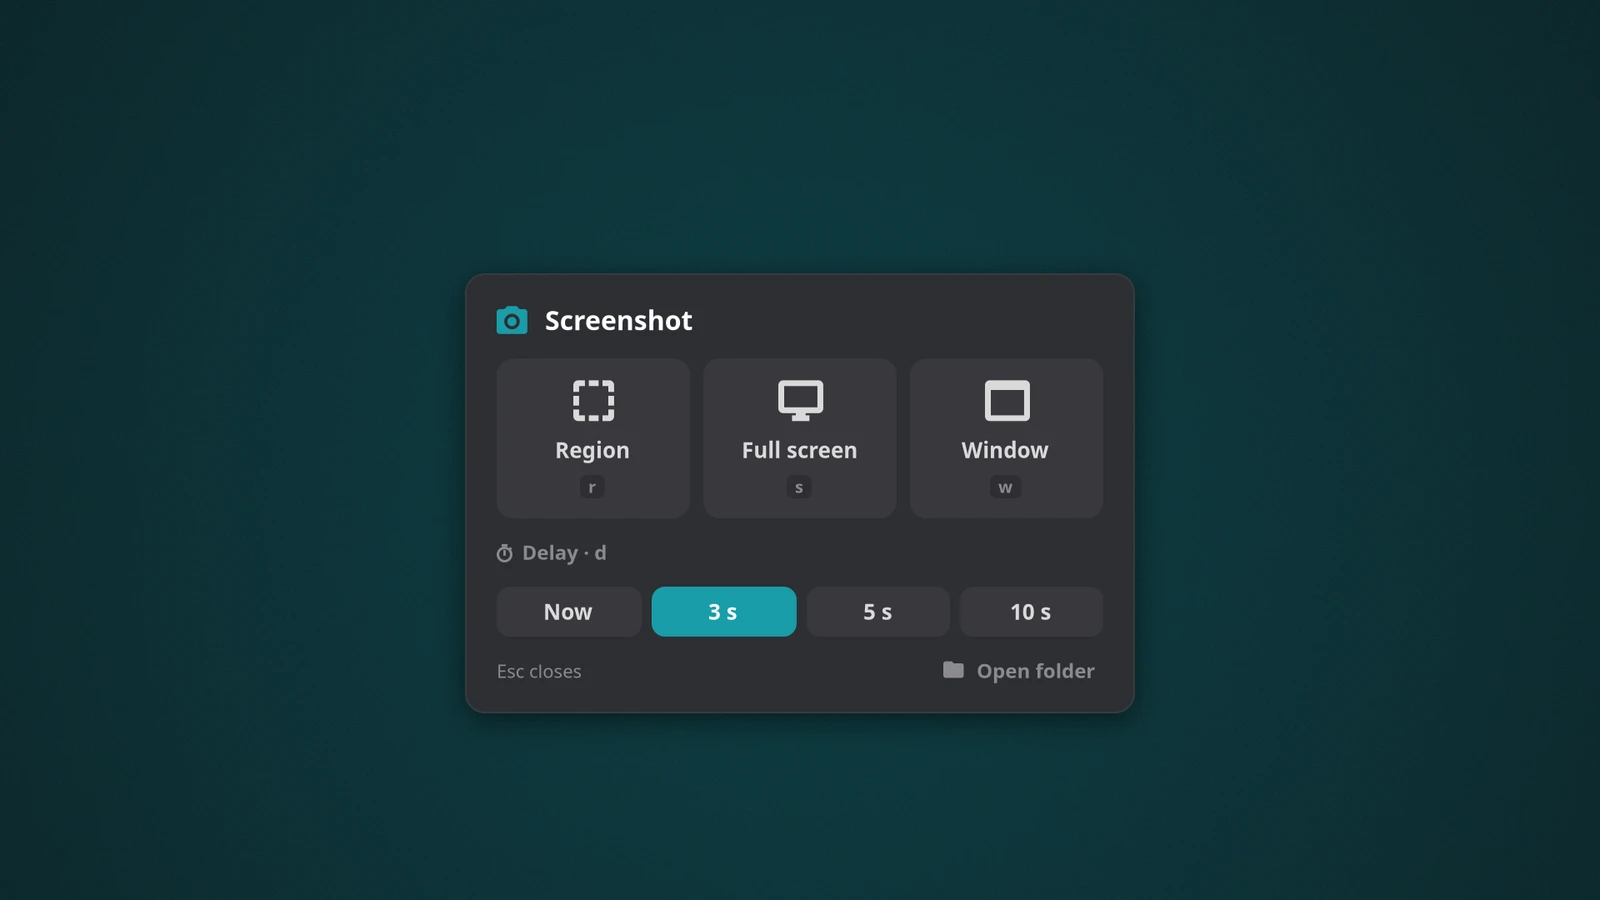 Screenshot
Region Full screen Window
r s w
Delay · d
Now 3 s 5 s 10 s
Esc closes Open folder